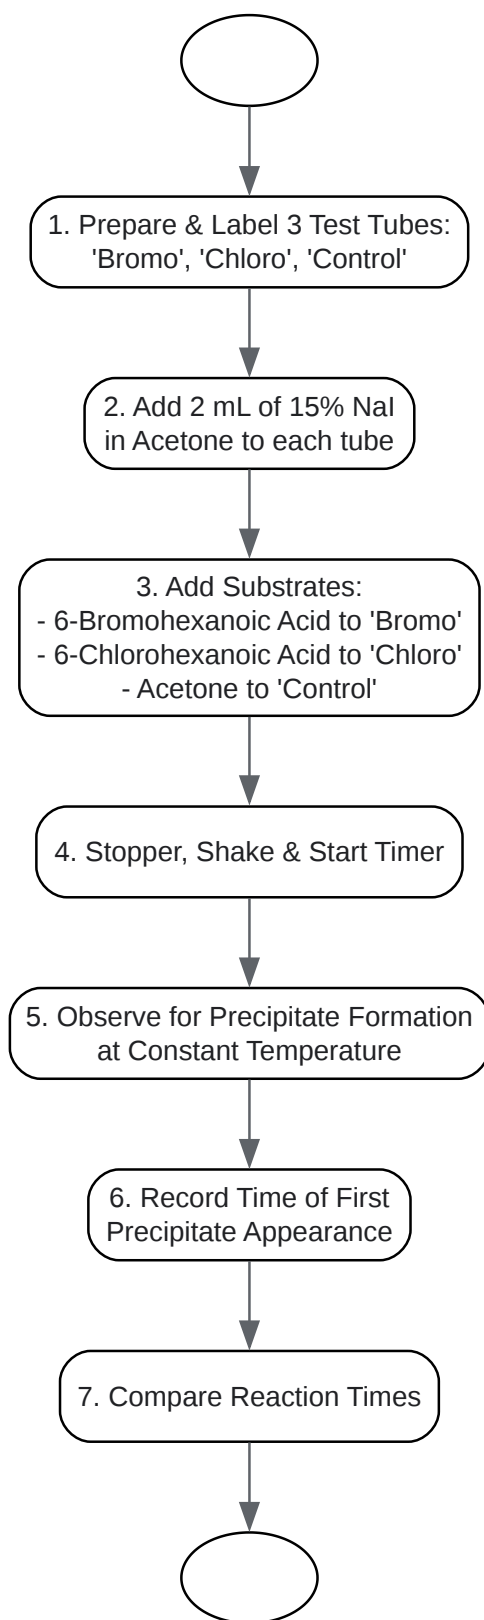 1. Prepare & Label 3 Test Tubes:
'Bromo', 'Chloro', 'Control'
2. Add 2 mL of 15% NaI
in Acetone to each tube
3. Add Substrates:
- 6-Bromohexanoic Acid to 'Bromo'
- 6-Chlorohexanoic Acid to 'Chloro'
- Acetone to 'Control'
4. Stopper, Shake & Start Timer
5. Observe for Precipitate Formation
at Constant Temperature
6. Record Time of First
Precipitate Appearance
7. Compare Reaction Times